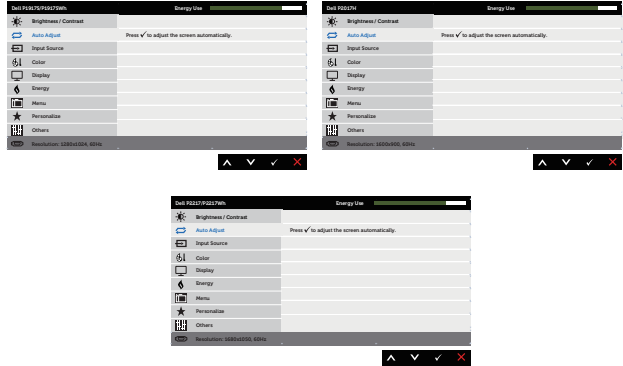 Dell P1917S/P1917SWh Energy Use
Brightness / Contrast
Auto Adjust Press ✓ to adjust the screen automatically.
Input Source
Color
Display
Energy
Menu
Personalize
Others
Resolution: 1280x1024, 60Hz
Dell P2017H Energy Use
Brightness / Contrast
Auto Adjust Press ✓ to adjust the screen automatically.
Input Source
Color
Display
Energy
Menu
Personalize
Others
Resolution: 1600x900, 60Hz
Dell P2217/P2217Wh Energy Use
Brightness / Contrast
Auto Adjust Press ✓ to adjust the screen automatically.
Input Source
Color
Display
Energy
Menu
Personalize
Others
Resolution: 1680x1050, 60Hz